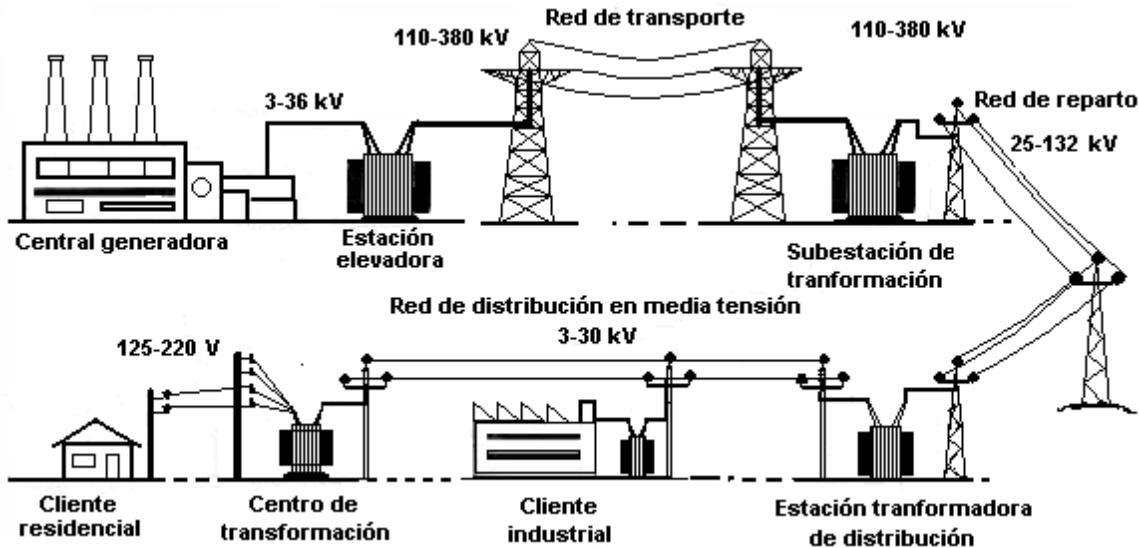 Red de transporte
110-380 kV
110-380 kV
3-36 kV
Red de reparto
25-132 kV
Central generadora
Estación
elevadora
Subestación de
tranformación
Red de distribución en media tensión
3-30 kV
125-220 V
Cliente
residencial
Centro de
transformación
Cliente
industrial
Estación tranformadora
de distribución